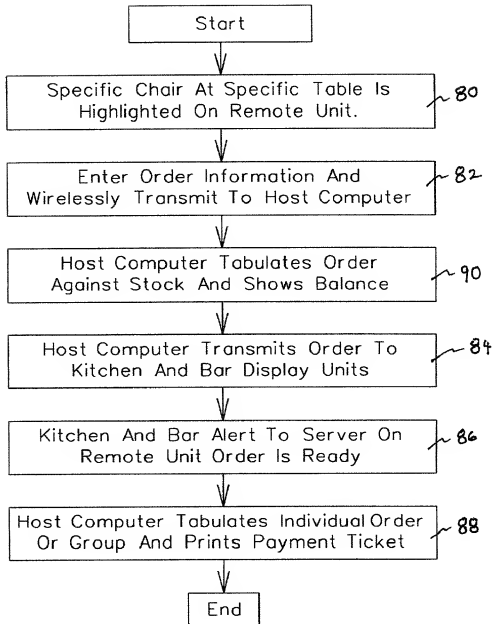 Start
Specific Chair At Specific Table Is
Highlighted On Remote Unit.
80
Enter Order Information And
Wirelessly Transmit To Host Computer
82
Host Computer Tabulates Order
Against Stock And Shows Balance
90
Host Computer Transmits Order To
Kitchen And Bar Display Units
84
Kitchen And Bar Alert To Server On
Remote Unit Order Is Ready
86
Host Computer Tabulates Individual Order
Or Group And Prints Payment Ticket
88
End